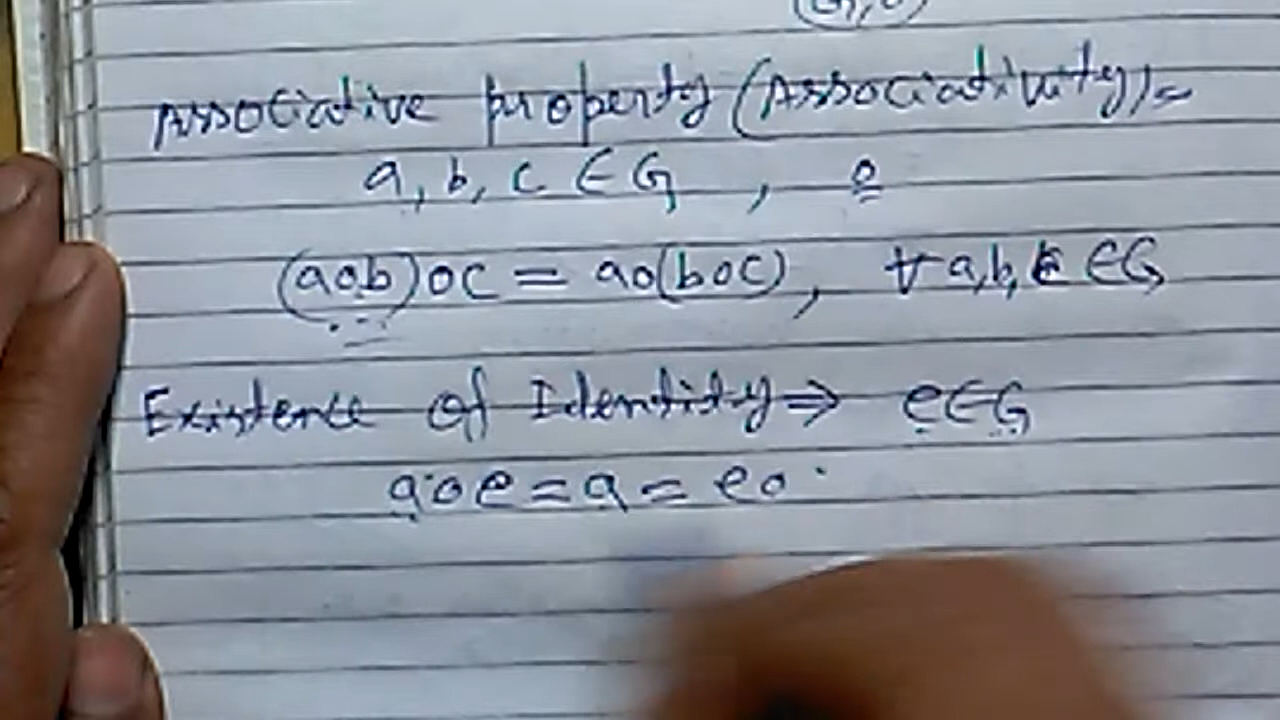 (G, o)
Associative property (Associativity) =
a, b, c ∈ G , o
(aob)oc = ao(boc), ∀ a, b, c ∈ G
Existence of Identity ⇒ e ∈ G
aoe = a = eo